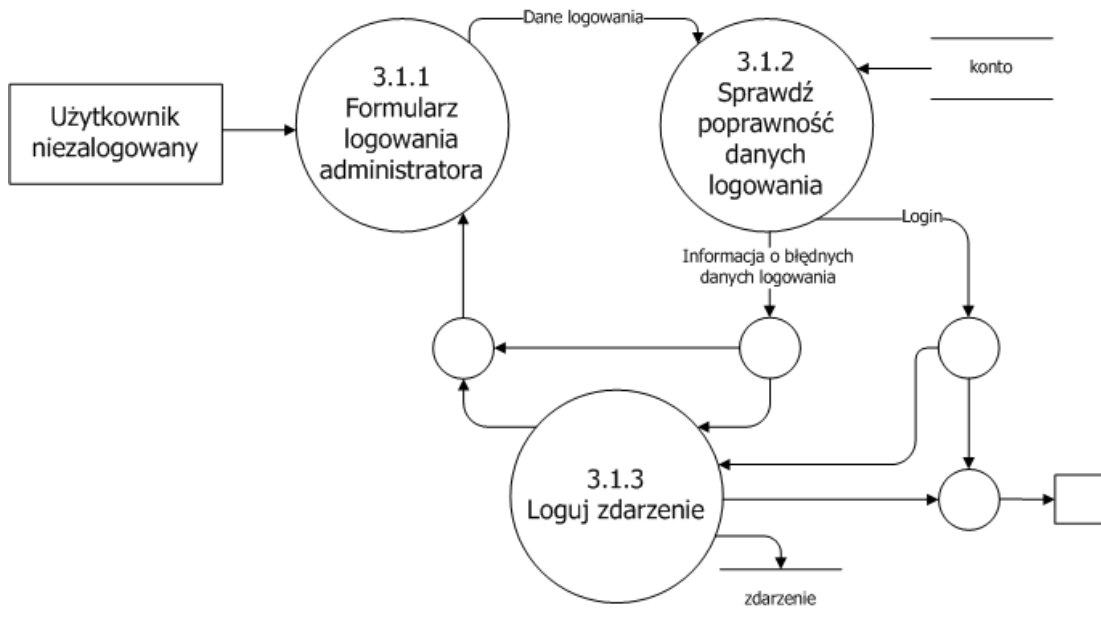 Dane logowania
3.1.1
Formularz
logowania
administratora
3.1.2
Sprawdź
poprawność
danych
logowania
konto
Użytkownik
niezalogowany
Login
Informacja o błędnych
danych logowania
3.1.3
Loguj zdarzenie
zdarzenie